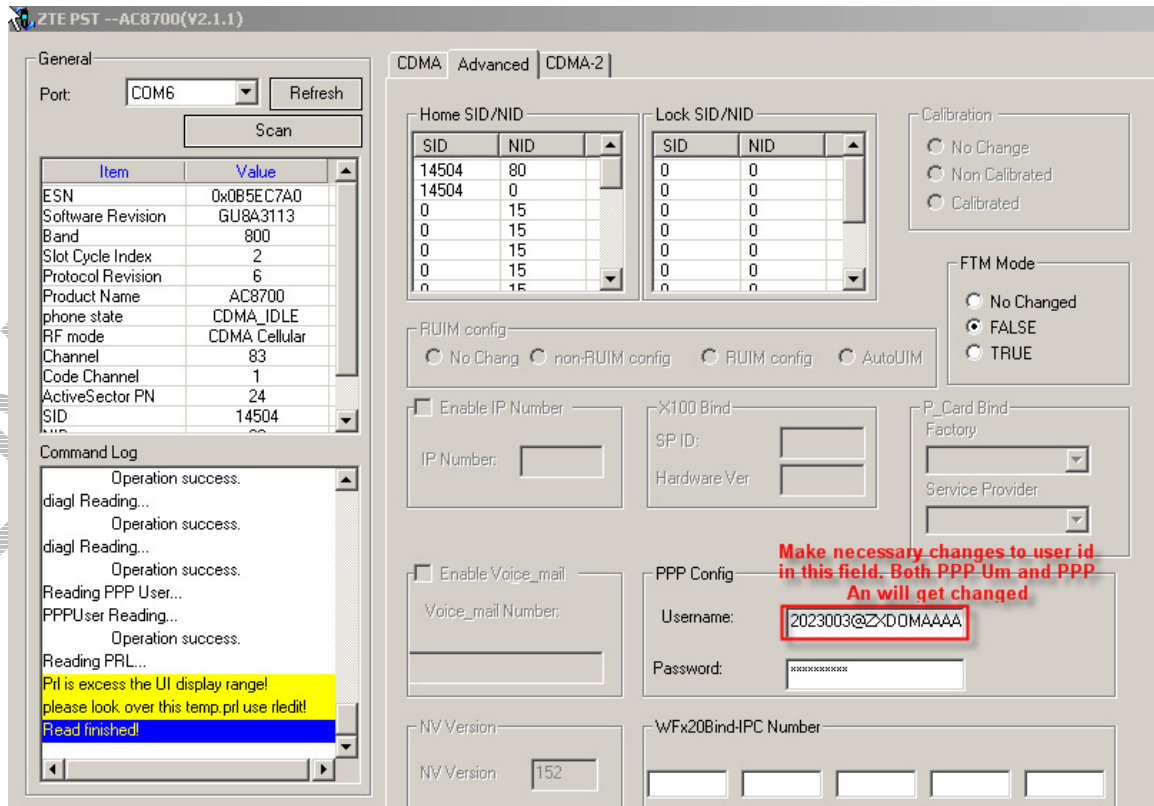 ZTE PST --AC8700(V2.1.1)
General
Port: COM6 Refresh
Scan
Item Value
ESN 0x0B5EC7A0
Software Revision GU8A3113
Band 800
Slot Cycle Index 2
Protocol Revision 6
Product Name AC8700
phone state CDMA_IDLE
RF mode CDMA Cellular
Channel 83
Code Channel 1
ActiveSector PN 24
SID 14504
Command Log
Operation success.
diagl Reading...
Operation success.
diagl Reading...
Operation success.
Reading PPP User...
PPPUser Reading...
Operation success.
Reading PRL...
Prl is excess the UI display range!
please look over this temp.prl use rledit!
Read finished!
CDMA Advanced CDMA-2
Home SID/NID
SID NID
14504 80
14504 0
0 15
0 15
0 15
0 15
0 15
Lock SID/NID
SID NID
0 0
0 0
0 0
0 0
0 0
0 0
0 0
Calibration
No Change
Non Calibrated
Calibrated
FTM Mode
No Changed
FALSE
TRUE
RUIM config
No Chang non-RUIM config RUIM config AutoUIM
Enable IP Number
IP Number:
X100 Bind
SP ID:
Hardware Ver
P_Card Bind
Factory
Service Provider
Make necessary changes to user id
in this field. Both PPP Um and PPP
An will get changed
Enable Voice_mail
Voice_mail Number:
PPP Config
Username: 2023003@ZXDOMAAAA
Password: xxxxxxxxxx
NV Version
NV Version 152
WFx20Bind-IPC Number